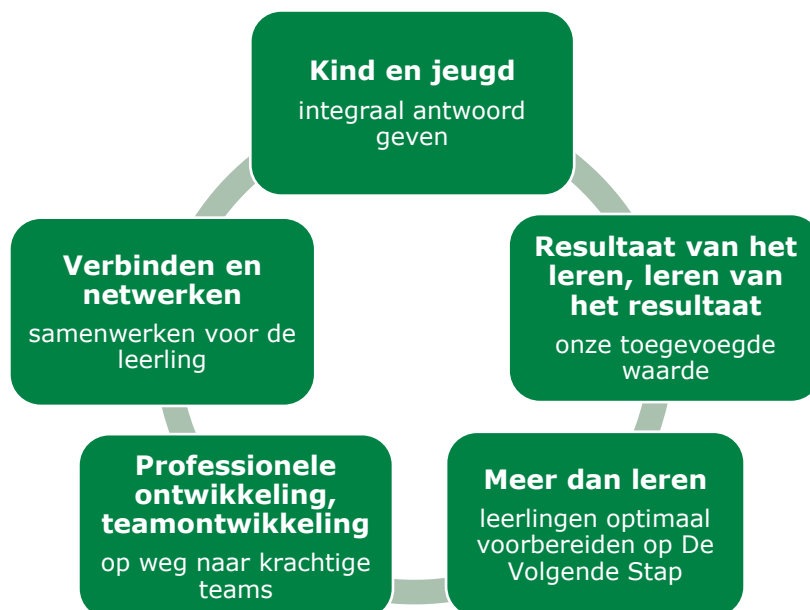 Kind en jeugd
integraal antwoord
geven
Resultaat van het
leren, leren van
het resultaat
onze toegevoegde
waarde
Meer dan leren
leerlingen optimaal
voorbereiden op De
Volgende Stap
Professionele
ontwikkeling,
teamontwikkeling
op weg naar krachtige
teams
Verbinden en
netwerken
samenwerken voor de
leerling